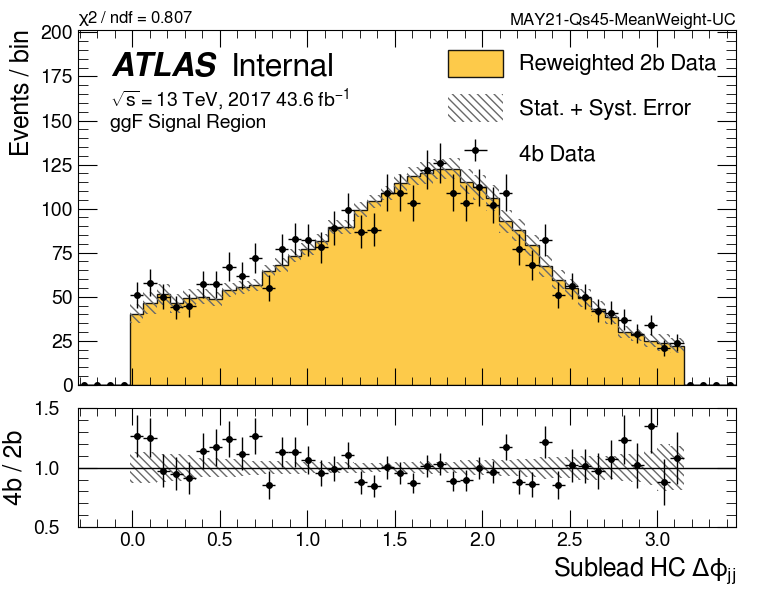 χ2 / ndf = 0.807
MAY21-Qs45-MeanWeight-UC
ATLAS Internal
√s = 13 TeV, 2017 43.6 fb−1
ggF Signal Region
Reweighted 2b Data
Stat. + Syst. Error
4b Data
Events / bin
200
175
150
125
100
75
50
25
0
4b / 2b
1.5
1.0
0.5
0.0 0.5 1.0 1.5 2.0 2.5 3.0
Sublead HC Δϕjj